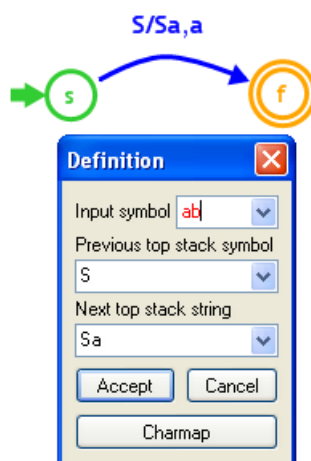 S/Sa,a
s
f
Definition
Input symbol ab
Previous top stack symbol
S
Next top stack string
Sa
Accept Cancel
Charmap